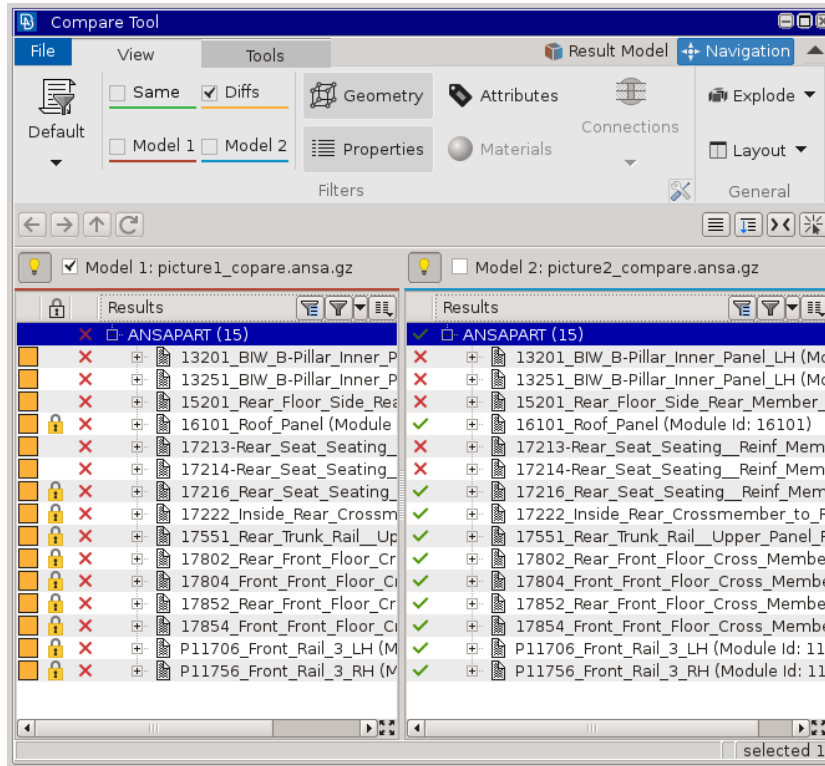 Compare Tool
File View Tools Result Model Navigation
Same Diffs Geometry Attributes Explode
Default Connections
Model 1 Model 2 Properties Materials Layout
Filters General
Model 1: picture1_copare.ansa.gz Model 2: picture2_compare.ansa.gz
Results Results
ANSAPART (15) ANSAPART (15)
13201_BIW_B-Pillar_Inner_P 13201_BIW_B-Pillar_Inner_Panel_LH (Mo
13251_BIW_B-Pillar_Inner_P 13251_BIW_B-Pillar_Inner_Panel_LH (Mo
15201_Rear_Floor_Side_Rea 15201_Rear_Floor_Side_Rear_Member_
16101_Roof_Panel (Module 16101_Roof_Panel (Module Id: 16101)
17213-Rear_Seat_Seating_ 17213-Rear_Seat_Seating__Reinf_Mem
17214-Rear_Seat_Seating_ 17214-Rear_Seat_Seating__Reinf_Mem
17216_Rear_Seat_Seating_ 17216_Rear_Seat_Seating__Reinf_Mem
17222_Inside_Rear_Crossm 17222_Inside_Rear_Crossmember_to_F
17551_Rear_Trunk_Rail__Up 17551_Rear_Trunk_Rail__Upper_Panel_F
17802_Rear_Front_Floor_Cr 17802_Rear_Front_Floor_Cross_Membe
17804_Front_Front_Floor_Cr 17804_Front_Front_Floor_Cross_Membe
17852_Rear_Front_Floor_Cr 17852_Rear_Front_Floor_Cross_Membe
17854_Front_Front_Floor_Cr 17854_Front_Front_Floor_Cross_Membe
P11706_Front_Rail_3_LH (M P11706_Front_Rail_3_LH (Module Id: 11
P11756_Front_Rail_3_RH (M P11756_Front_Rail_3_RH (Module Id: 11
selected 1